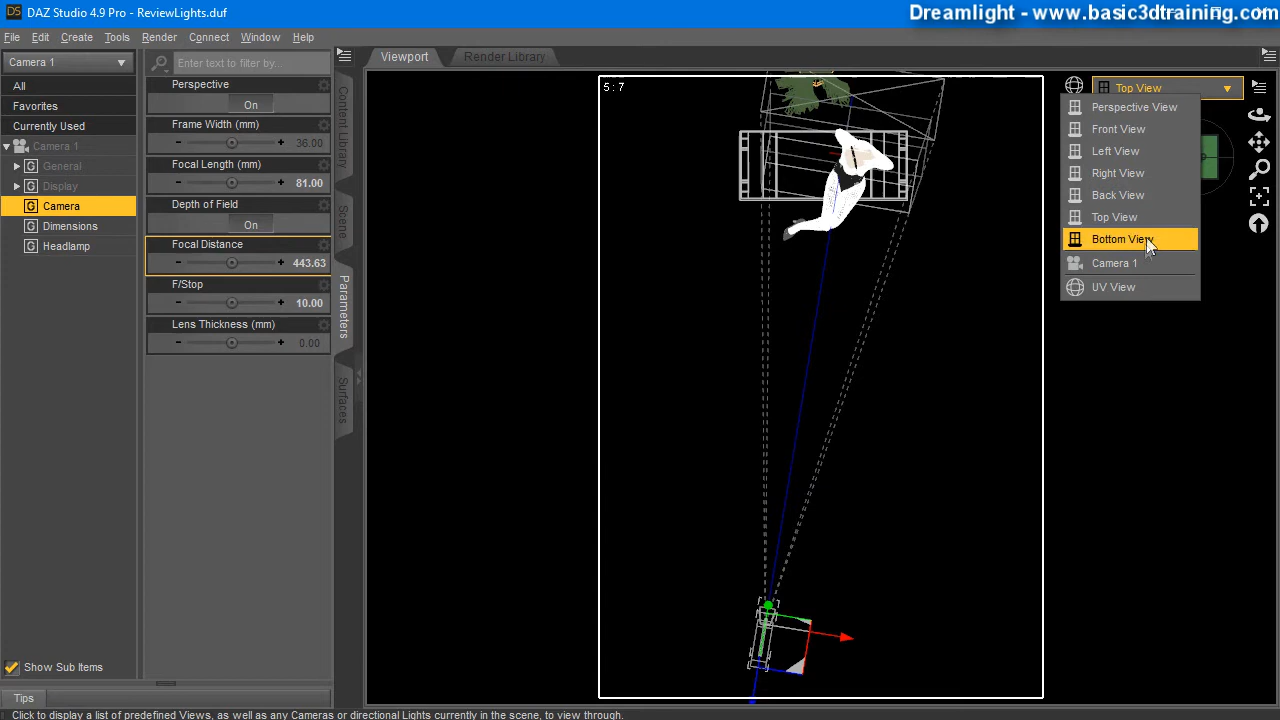 DS DAZ Studio 4.9 Pro - ReviewLights.duf
Dreamlight - www.basic3dtraining.com
File Edit Create Tools Render Connect Window Help
Camera 1
Enter text to filter by...
Viewport
Render Library
All
Favorites
Currently Used
Camera 1
G General
G Display
G Camera
G Dimensions
G Headlamp
Show Sub Items
Tips
Perspective
On
Frame Width (mm)
- + 36.00
Focal Length (mm)
- + 81.00
Depth of Field
On
Focal Distance
- + 443.63
F/Stop
- + 10.00
Lens Thickness (mm)
- + 0.00
Content Library
Scene
Parameters
Surfaces
5 : 7
Top View
Perspective View
Front View
Left View
Right View
Back View
Top View
Bottom View
Camera 1
UV View
Click to display a list of predefined Views, as well as any Cameras or directional Lights currently in the scene, to view through.